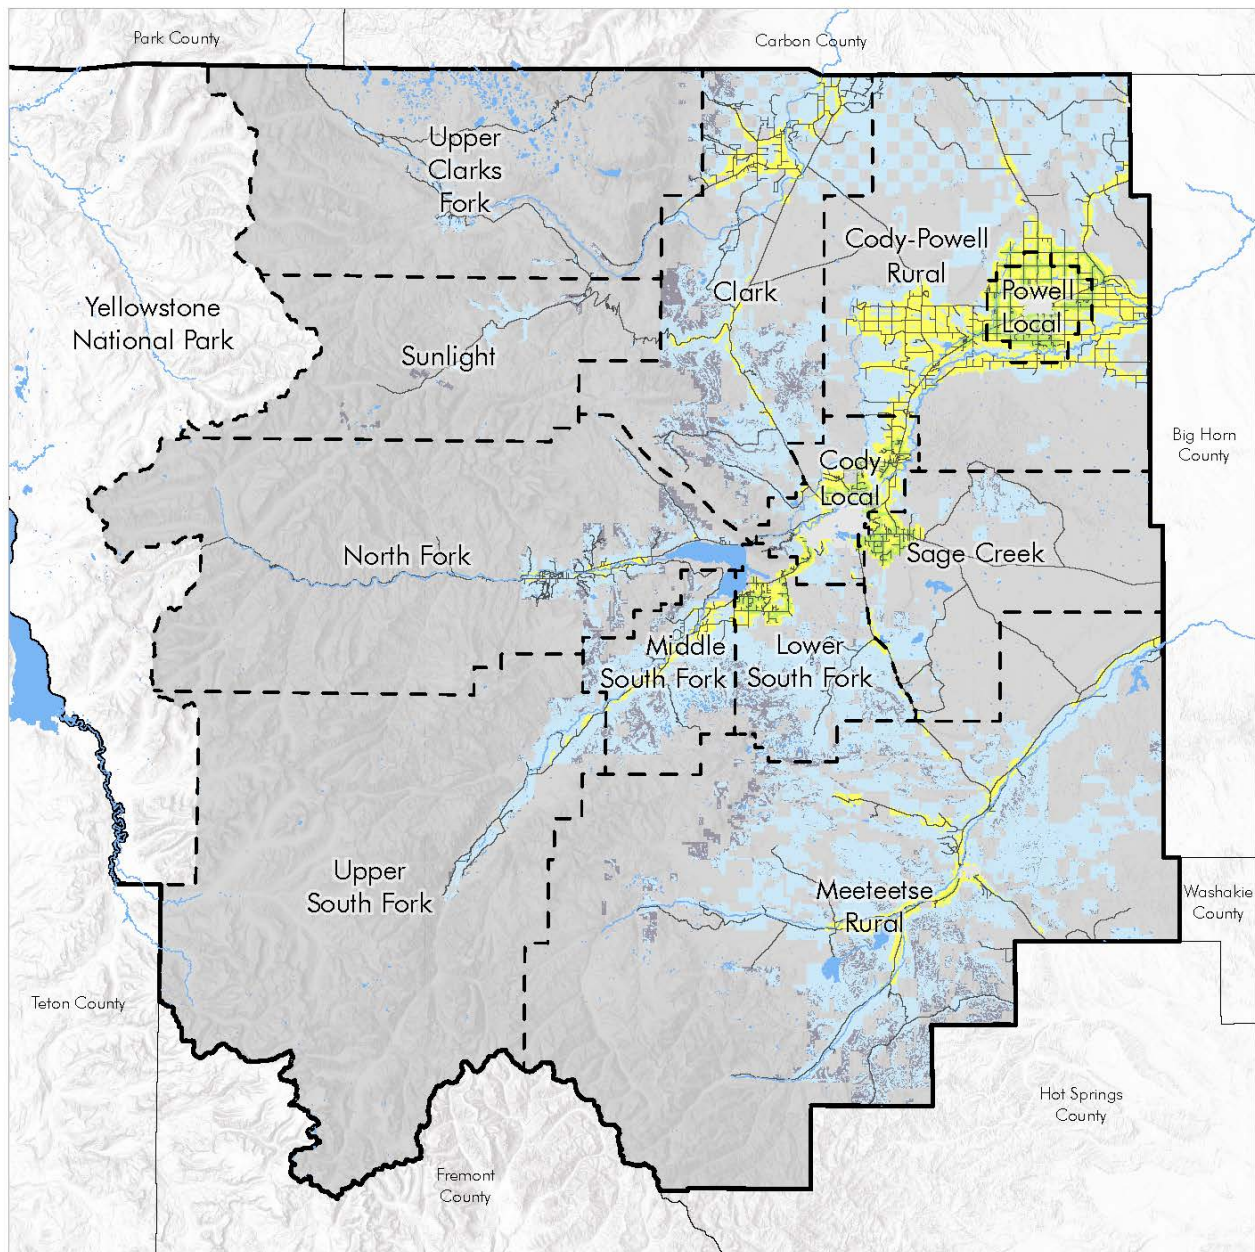 Park County
Carbon County
Upper
Clarks
Fork
Cody-Powell
Rural
Clark
Powell
Local
Yellowstone
National Park
Sunlight
Big Horn
County
Cody
Local
North Fork
Sage Creek
Middle
South Fork
Lower
South Fork
Upper
South Fork
Meeteetse
Rural
Washakie
County
Teton County
Hot Springs
County
Fremont
County